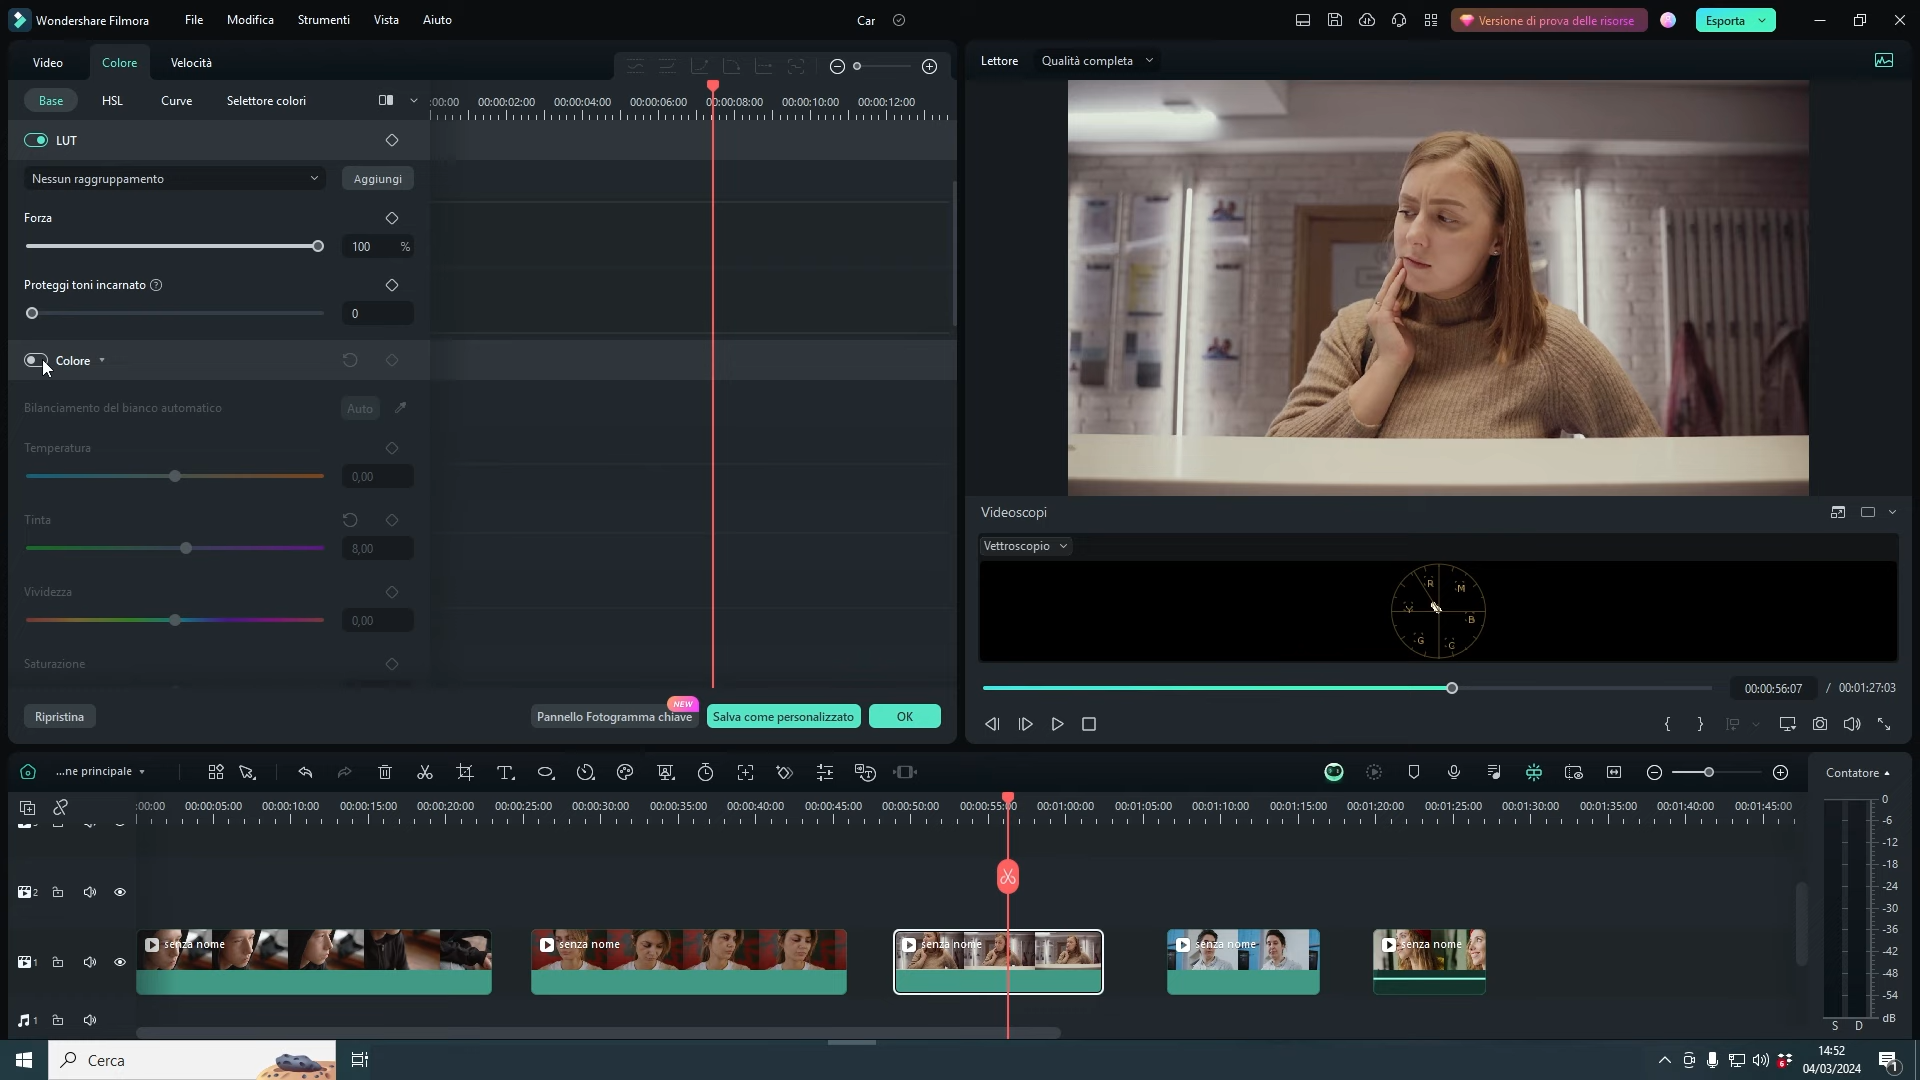 Wondershare Filmora File Modifica Strumenti Vista Aiuto Car Versione di prova delle risorse Esporta
Video Colore Velocità
Lettore Qualità completa
Base HSL Curve Selettore colori
:00:00 00:00:02:00 00:00:04:00 00:00:06:00 00:00:08:00 00:00:10:00 00:00:12:00
LUT
Nessun raggruppamento Aggiungi
Forza
100 %
Proteggi toni incarnato ?
0
Colore
Bilanciamento del bianco automatico Auto
Temperatura
0,00
Tinta
8,00
Vividezza
0,00
Saturazione
Videoscopi
Vettroscopio
R M
Y B
G C
NEW
Ripristina Pannello Fotogramma chiave Salva come personalizzato OK
00:00:56:07 / 00:01:27:03
...ne principale
Contatore
:00:00 00:00:05:00 00:00:10:00 00:00:15:00 00:00:20:00 00:00:25:00 00:00:30:00 00:00:35:00 00:00:40:00 00:00:45:00 00:00:50:00 00:00:55:00 00:01:00:00 00:01:05:00 00:01:10:00 00:01:15:00 00:01:20:00 00:01:25:00 00:01:30:00 00:01:35:00 00:01:40:00 00:01:45:00
2
1
senza nome senza nome senza nome senza nome senza nome
1
0
-6
-12
-18
-24
-30
-36
-42
-48
-54
dB
S D
Cerca
14:52
04/03/2024
1